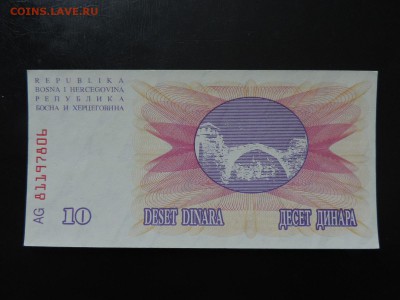 COINS.LAVE.RU
REPUBLIKA
BOSNA I HERCEGOVINA
РЕПУБЛИКА
БОСНА И ХЕРЦЕГОВИНА
AG 81197806
10
DESET DINARA
ДЕСЕТ ДИНАРА